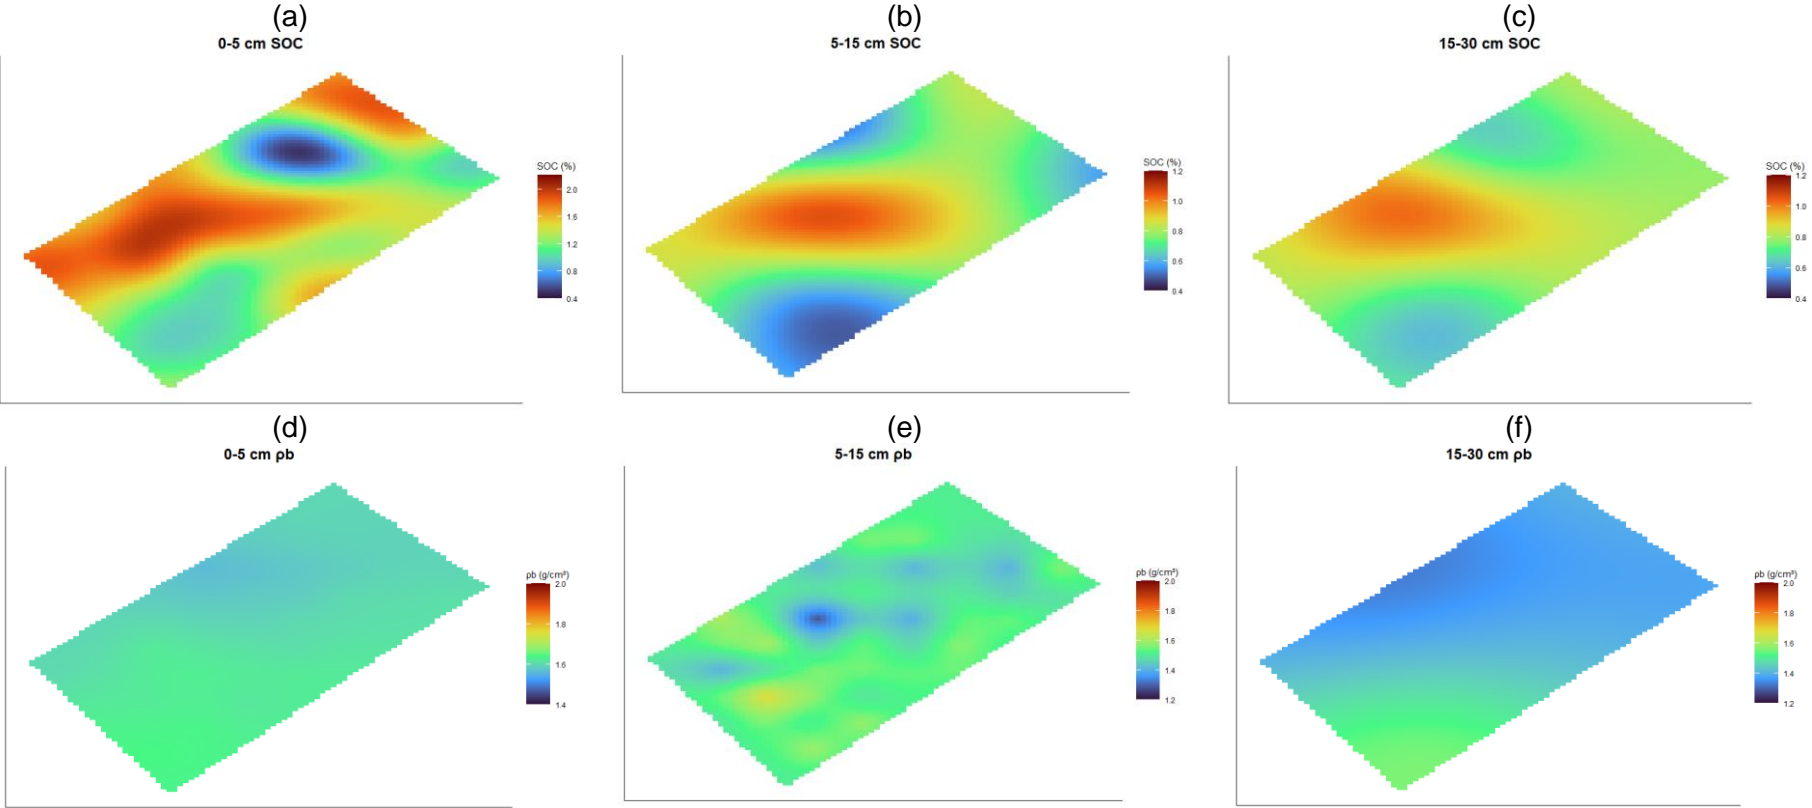 (a)
0-5 cm SOC
SOC (%)
2.0
1.6
1.2
0.8
0.4
(b)
5-15 cm SOC
SOC (%)
1.2
1.0
0.8
0.6
0.4
(c)
15-30 cm SOC
SOC (%)
1.2
1.0
0.8
0.6
0.4
(d)
0-5 cm ρb
ρb (g/cm³)
2.0
1.8
1.6
1.4
(e)
5-15 cm ρb
ρb (g/cm³)
2.0
1.8
1.6
1.4
1.2
(f)
15-30 cm ρb
ρb (g/cm³)
2.0
1.8
1.6
1.4
1.2